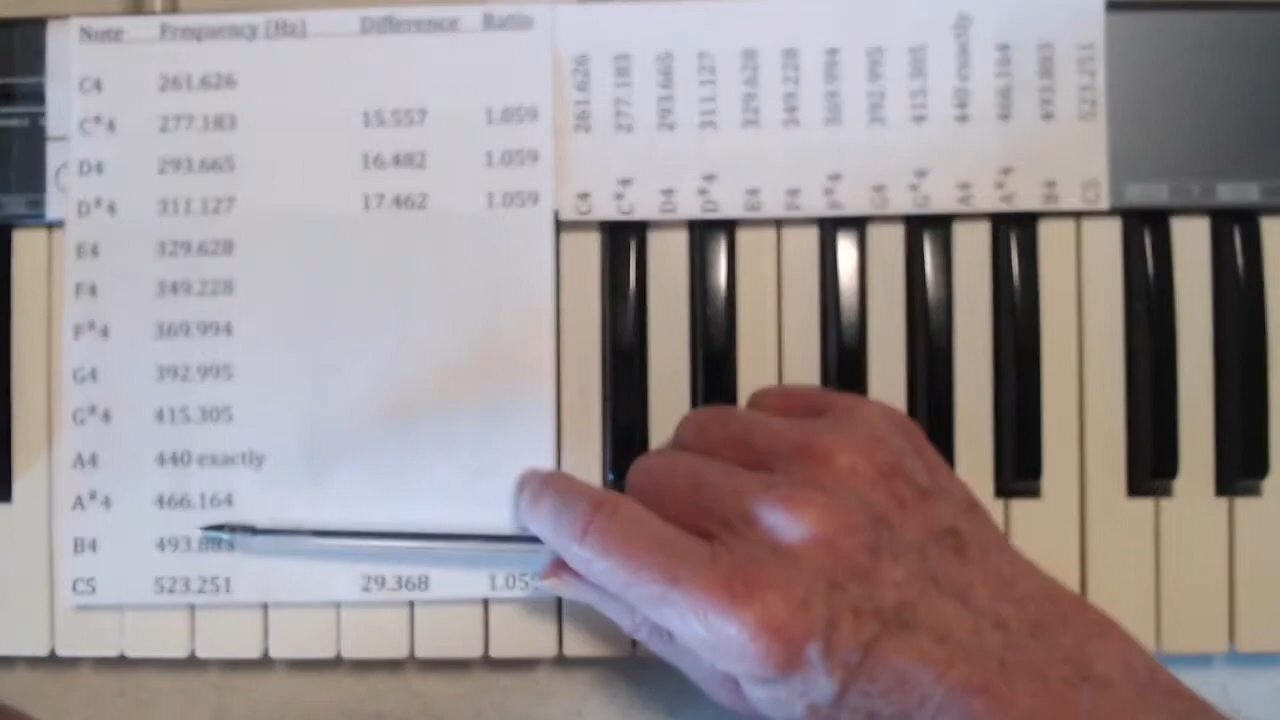 Note Frequency (Hz) Difference Ratio
C4 261.626
C#4 277.183 15.557 1.059
D4 293.665 16.482 1.059
D#4 311.127 17.462 1.059
E4 329.628
F4 349.228
F#4 369.994
G4 392.995
G#4 415.305
A4 440 exactly
A#4 466.164
B4 493.883
C5 523.251 29.368 1.059
C4 261.626
C#4 277.183
D4 293.665
D#4 311.127
E4 329.628
F4 349.228
F#4 369.994
G4 392.995
G#4 415.305
A4 440 exactly
A#4 466.164
B4 493.883
C5 523.251